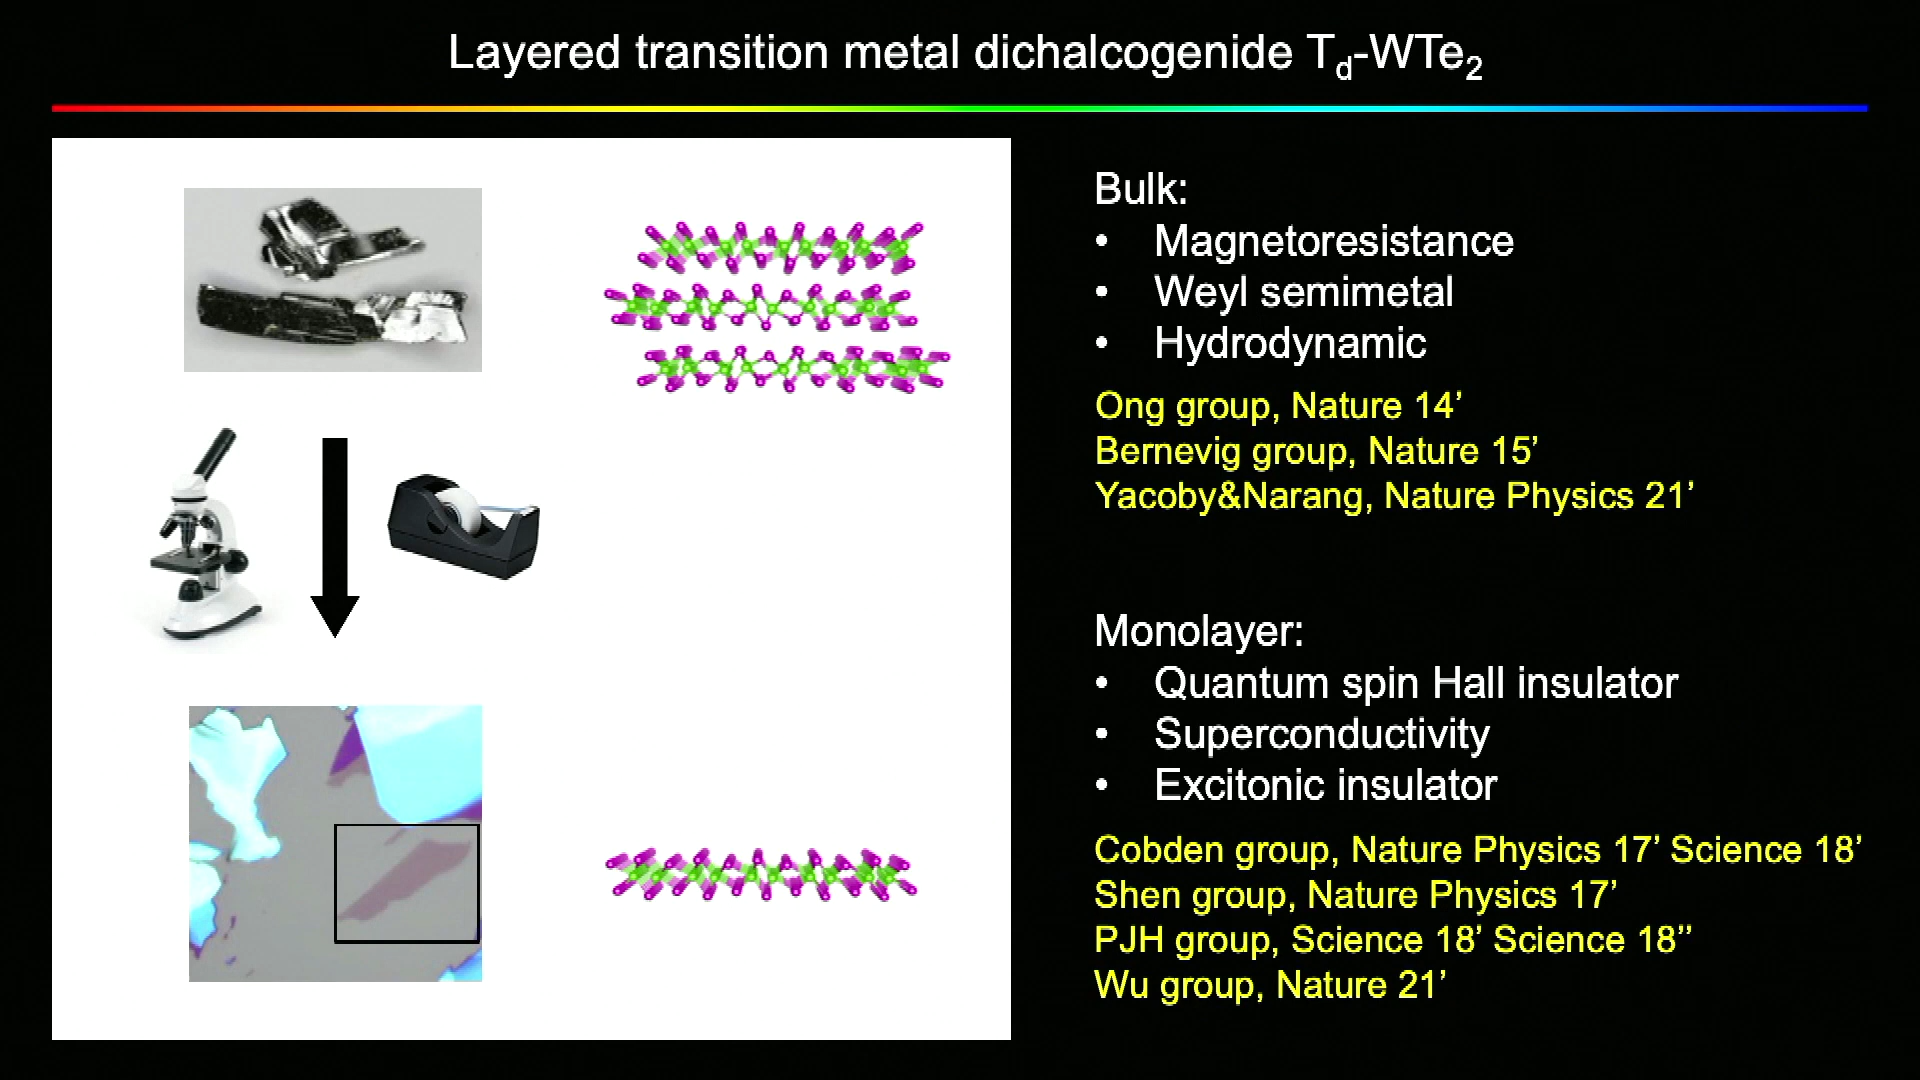 Layered transition metal dichalcogenide Td-WTe2
Bulk:
• Magnetoresistance
• Weyl semimetal
• Hydrodynamic
Ong group, Nature 14’
Bernevig group, Nature 15’
Yacoby&Narang, Nature Physics 21’
Monolayer:
• Quantum spin Hall insulator
• Superconductivity
• Excitonic insulator
Cobden group, Nature Physics 17’ Science 18’
Shen group, Nature Physics 17’
PJH group, Science 18’ Science 18’’
Wu group, Nature 21’